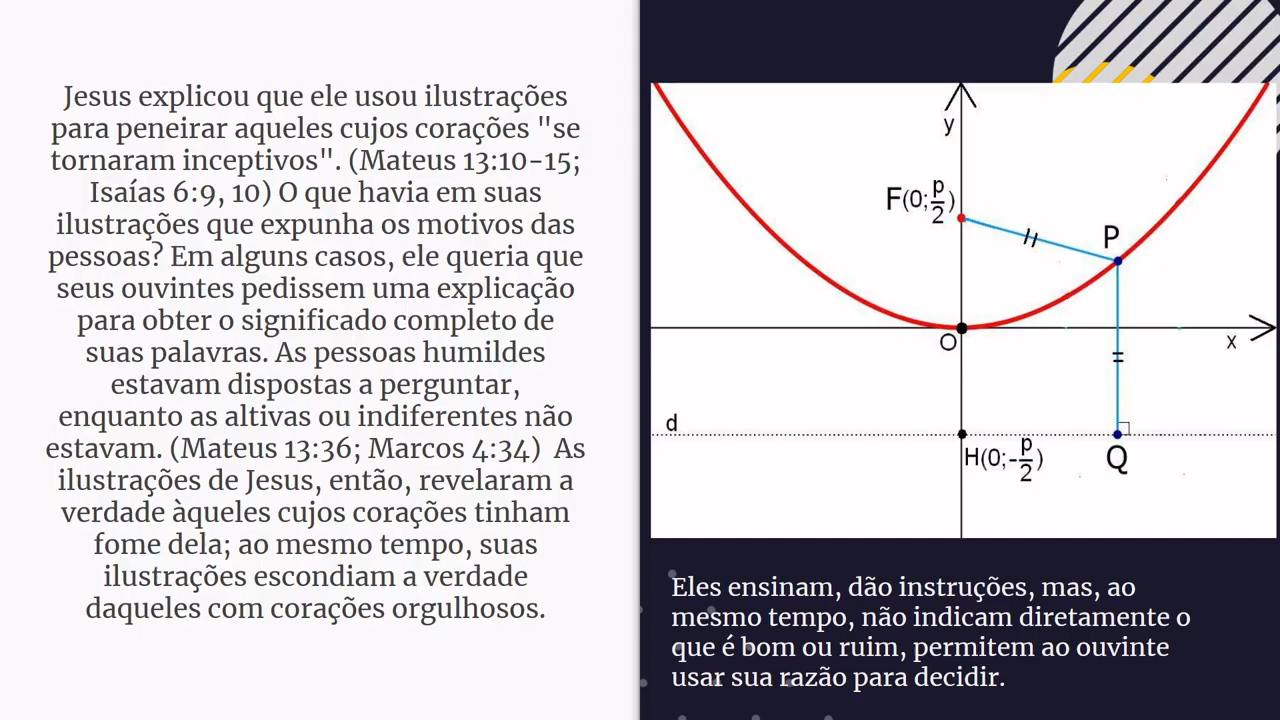 Jesus explicou que ele usou ilustrações
para peneirar aqueles cujos corações "se
tornaram inceptivos". (Mateus 13:10-15;
Isaías 6:9, 10) O que havia em suas
ilustrações que expunha os motivos das
pessoas? Em alguns casos, ele queria que
seus ouvintes pedissem uma explicação
para obter o significado completo de
suas palavras. As pessoas humildes
estavam dispostas a perguntar,
enquanto as altivas ou indiferentes não
estavam. (Mateus 13:36; Marcos 4:34) As
ilustrações de Jesus, então, revelaram a
verdade àqueles cujos corações tinham
fome dela; ao mesmo tempo, suas
ilustrações escondiam a verdade
daqueles com corações orgulhosos.
y
F(0;p/2)
P
O
x
d
H(0;-p/2)
Q
Eles ensinam, dão instruções, mas, ao
mesmo tempo, não indicam diretamente o
que é bom ou ruim, permitem ao ouvinte
usar sua razão para decidir.